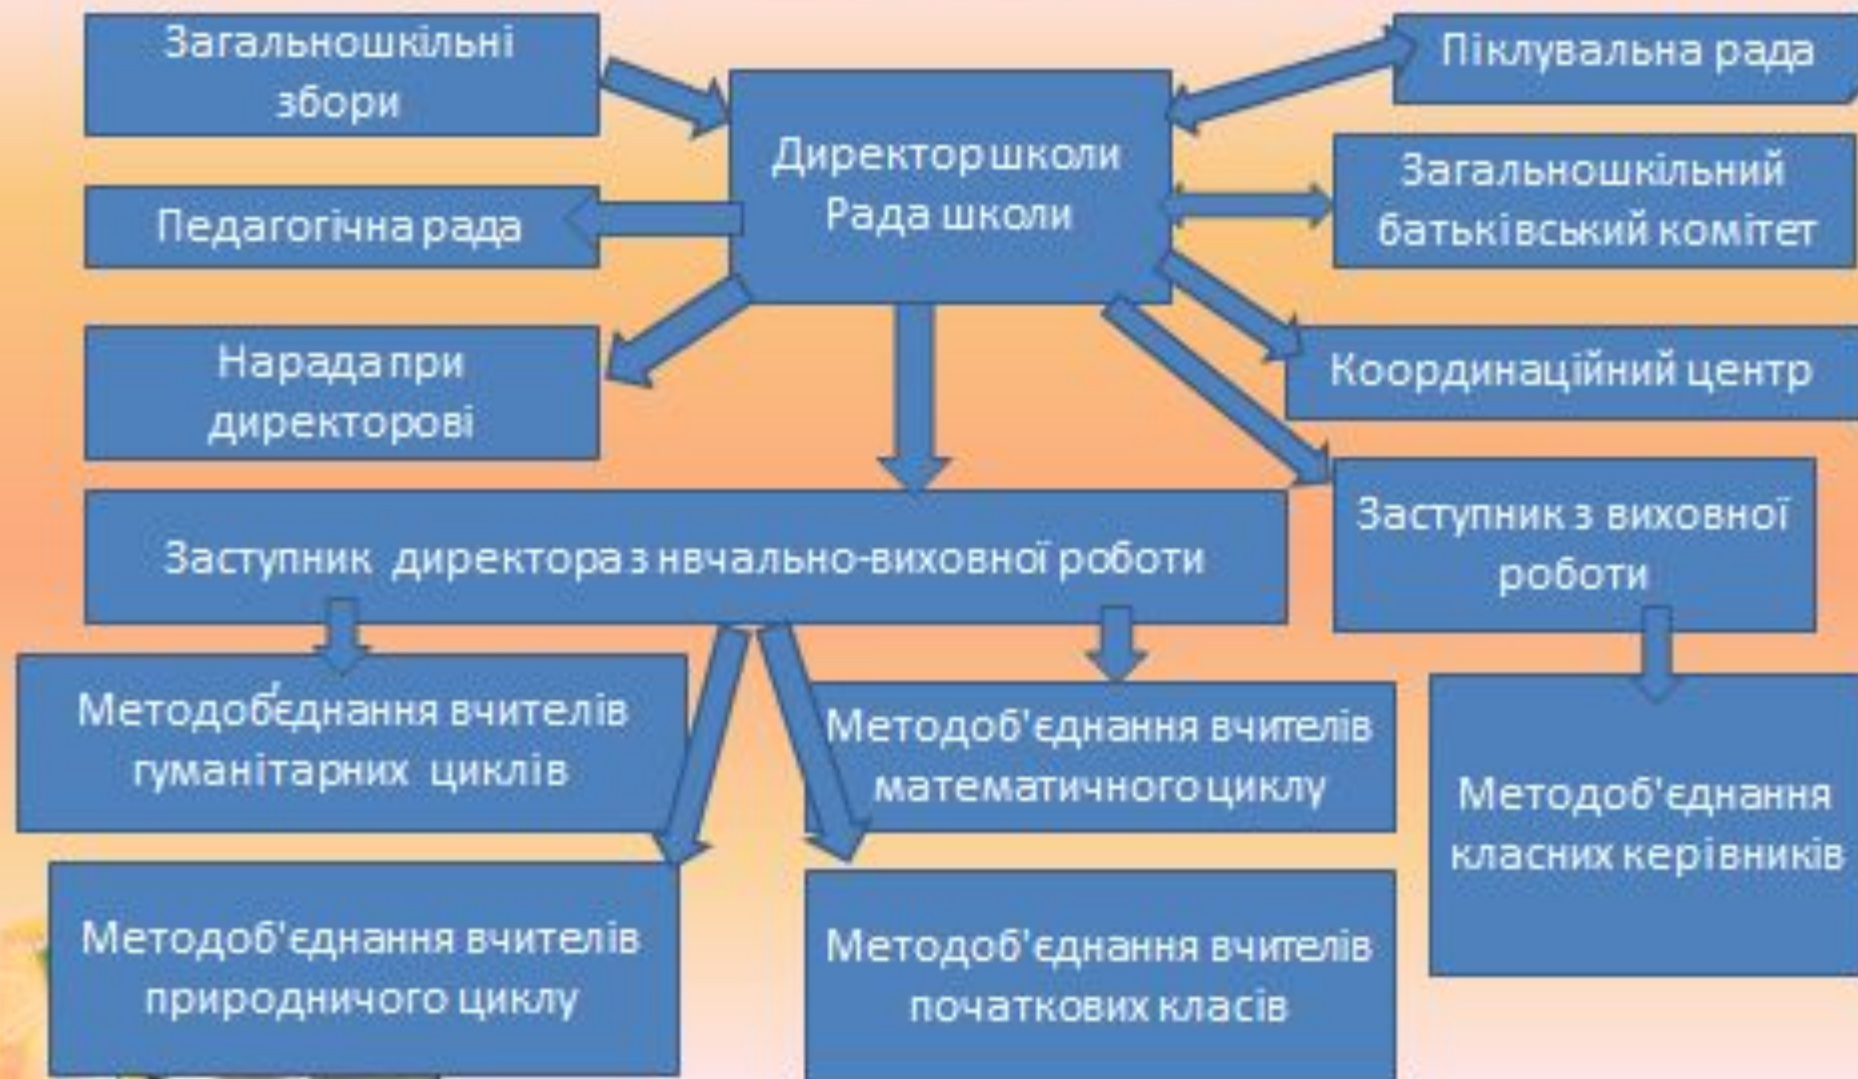 Загальношкільні
збори
Піклувальна рада
Директор школи
Рада школи
Загальношкільний
батьківський комітет
Педагогічна рада
Нарада при
директорові
Координаційний центр
Заступник директора з нвчально-виховної роботи
Заступник з виховної
роботи
Методоб'єднання вчителів
гуманітарних циклів
Методоб'єднання вчителів
математичного циклу
Методоб'єднання
класних керівників
Методоб'єднання вчителів
природничого циклу
Методоб'єднання вчителів
початкових класів